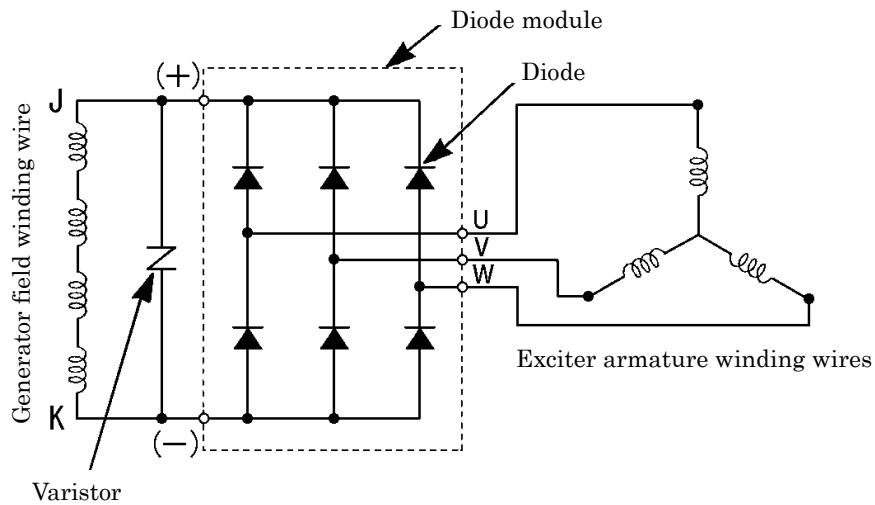 Diode module
Diode
(+)
J
Generator field winding wire
U
V
W
Exciter armature winding wires
K
(−)
Varistor